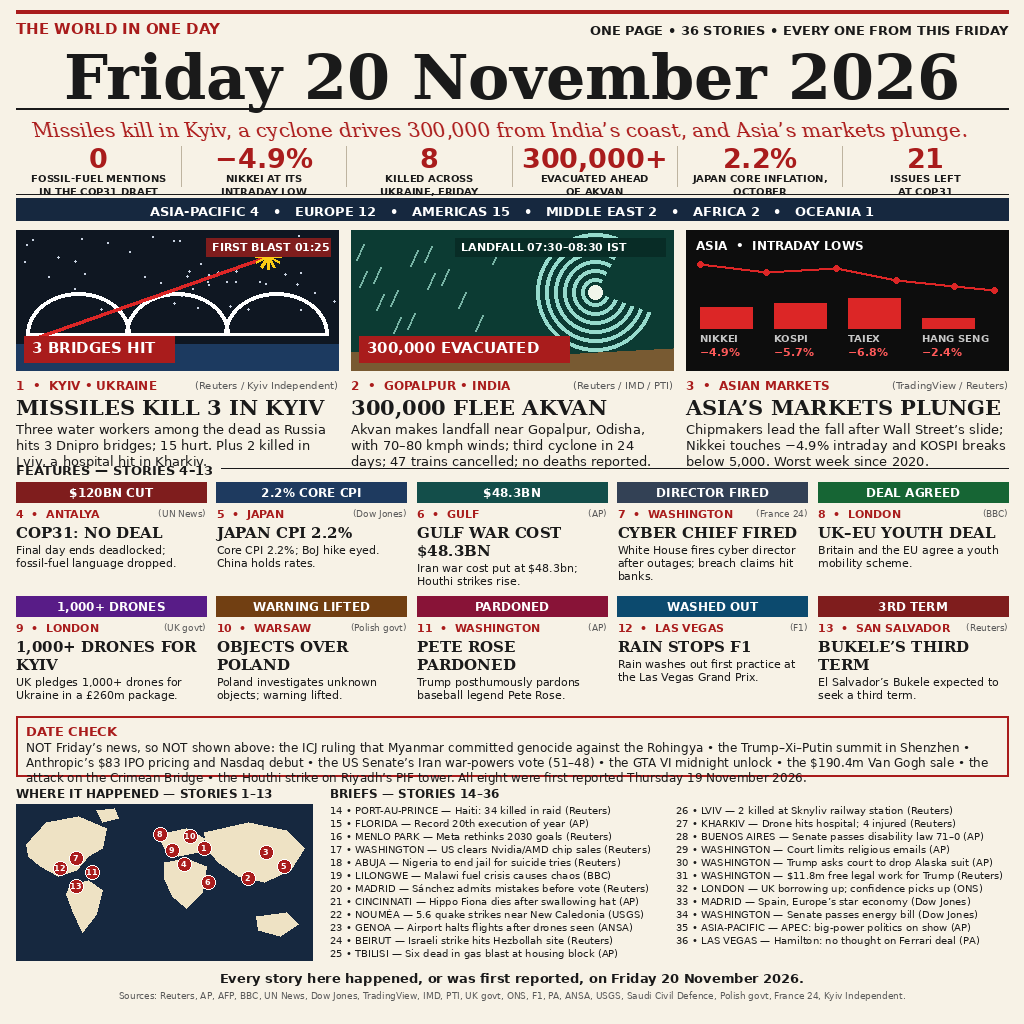 THE WORLD IN ONE DAY
ONE PAGE • 36 STORIES • EVERY ONE FROM THIS FRIDAY
Friday 20 November 2026
Missiles kill in Kyiv, a cyclone drives 300,000 from India’s coast, and Asia’s markets plunge.
0
FOSSIL-FUEL MENTIONS
IN THE COP31 DRAFT
−4.9%
NIKKEI AT ITS
INTRADAY LOW
8
KILLED ACROSS
UKRAINE, FRIDAY
300,000+
EVACUATED AHEAD
OF AKVAN
2.2%
JAPAN CORE INFLATION,
OCTOBER
21
ISSUES LEFT
AT COP31
ASIA-PACIFIC 4 • EUROPE 12 • AMERICAS 15 • MIDDLE EAST 2 • AFRICA 2 • OCEANIA 1
FIRST BLAST 01:25
3 BRIDGES HIT
LANDFALL 07:30–08:30 IST
300,000 EVACUATED
ASIA • INTRADAY LOWS
NIKKEI
−4.9%
KOSPI
−5.7%
TAIEX
−6.8%
HANG SENG
−2.4%
1 • KYIV • UKRAINE
(Reuters / Kyiv Independent)
MISSILES KILL 3 IN KYIV
Three water workers among the dead as Russia
hits 3 Dnipro bridges; 15 hurt. Plus 2 killed in
Lviv, a hospital hit in Kharkiv.
2 • GOPALPUR • INDIA
(Reuters / IMD / PTI)
300,000 FLEE AKVAN
Akvan makes landfall near Gopalpur, Odisha,
with 70–80 kmph winds; third cyclone in 24
days; 47 trains cancelled; no deaths reported.
3 • ASIAN MARKETS
(TradingView / Reuters)
ASIA’S MARKETS PLUNGE
Chipmakers lead the fall after Wall Street’s slide;
Nikkei touches −4.9% intraday and KOSPI breaks
below 5,000. Worst week since 2020.
FEATURES — STORIES 4–13
$120BN CUT
4 • ANTALYA
(UN News)
COP31: NO DEAL
Final day ends deadlocked;
fossil-fuel language dropped.
2.2% CORE CPI
5 • JAPAN
(Dow Jones)
JAPAN CPI 2.2%
Core CPI 2.2%; BoJ hike eyed.
China holds rates.
$48.3BN
6 • GULF
(AP)
GULF WAR COST
$48.3BN
Iran war cost put at $48.3bn;
Houthi strikes rise.
DIRECTOR FIRED
7 • WASHINGTON
(France 24)
CYBER CHIEF FIRED
White House fires cyber director
after outages; breach claims hit
banks.
DEAL AGREED
8 • LONDON
(BBC)
UK–EU YOUTH DEAL
Britain and the EU agree a youth
mobility scheme.
1,000+ DRONES
9 • LONDON
(UK govt)
1,000+ DRONES FOR
KYIV
UK pledges 1,000+ drones for
Ukraine in a £260m package.
WARNING LIFTED
10 • WARSAW
(Polish govt)
OBJECTS OVER
POLAND
Poland investigates unknown
objects; warning lifted.
PARDONED
11 • WASHINGTON
(AP)
PETE ROSE
PARDONED
Trump posthumously pardons
baseball legend Pete Rose.
WASHED OUT
12 • LAS VEGAS
(F1)
RAIN STOPS F1
Rain washes out first practice at
the Las Vegas Grand Prix.
3RD TERM
13 • SAN SALVADOR
(Reuters)
BUKELE’S THIRD
TERM
El Salvador’s Bukele expected to
seek a third term.
DATE CHECK
NOT Friday’s news, so NOT shown above: the ICJ ruling that Myanmar committed genocide against the Rohingya • the Trump–Xi–Putin summit in Shenzhen •
Anthropic’s $83 IPO pricing and Nasdaq debut • the US Senate’s Iran war-powers vote (51–48) • the GTA VI midnight unlock • the $190.4m Van Gogh sale • the
attack on the Crimean Bridge • the Houthi strike on Riyadh’s PIF tower. All eight were first reported Thursday 19 November 2026.
WHERE IT HAPPENED — STORIES 1–13
8
10
9
1
4
3
5
2
6
7
12
11
13
BRIEFS — STORIES 14–36
14 • PORT-AU-PRINCE — Haiti: 34 killed in raid (Reuters)
15 • FLORIDA — Record 20th execution of year (AP)
16 • MENLO PARK — Meta rethinks 2030 goals (Reuters)
17 • WASHINGTON — US clears Nvidia/AMD chip sales (Reuters)
18 • ABUJA — Nigeria to end jail for suicide tries (Reuters)
19 • LILONGWE — Malawi fuel crisis causes chaos (BBC)
20 • MADRID — Sánchez admits mistakes before vote (Reuters)
21 • CINCINNATI — Hippo Fiona dies after swallowing hat (AP)
22 • NOUMÉA — 5.6 quake strikes near New Caledonia (USGS)
23 • GENOA — Airport halts flights after drones seen (ANSA)
24 • BEIRUT — Israeli strike hits Hezbollah site (Reuters)
25 • TBILISI — Six dead in gas blast at housing block (AP)
26 • LVIV — 2 killed at Sknyliv railway station (Reuters)
27 • KHARKIV — Drone hits hospital; 4 injured (Reuters)
28 • BUENOS AIRES — Senate passes disability law 71–0 (AP)
29 • WASHINGTON — Court limits religious emails (AP)
30 • WASHINGTON — Trump asks court to drop Alaska suit (AP)
31 • WASHINGTON — $11.8m free legal work for Trump (Reuters)
32 • LONDON — UK borrowing up; confidence picks up (ONS)
33 • MADRID — Spain, Europe’s star economy (Dow Jones)
34 • WASHINGTON — Senate passes energy bill (Dow Jones)
35 • ASIA-PACIFIC — APEC: big-power politics on show (AP)
36 • LAS VEGAS — Hamilton: no thought on Ferrari deal (PA)
Every story here happened, or was first reported, on Friday 20 November 2026.
Sources: Reuters, AP, AFP, BBC, UN News, Dow Jones, TradingView, IMD, PTI, UK govt, ONS, F1, PA, ANSA, USGS, Saudi Civil Defence, Polish govt, France 24, Kyiv Independent.